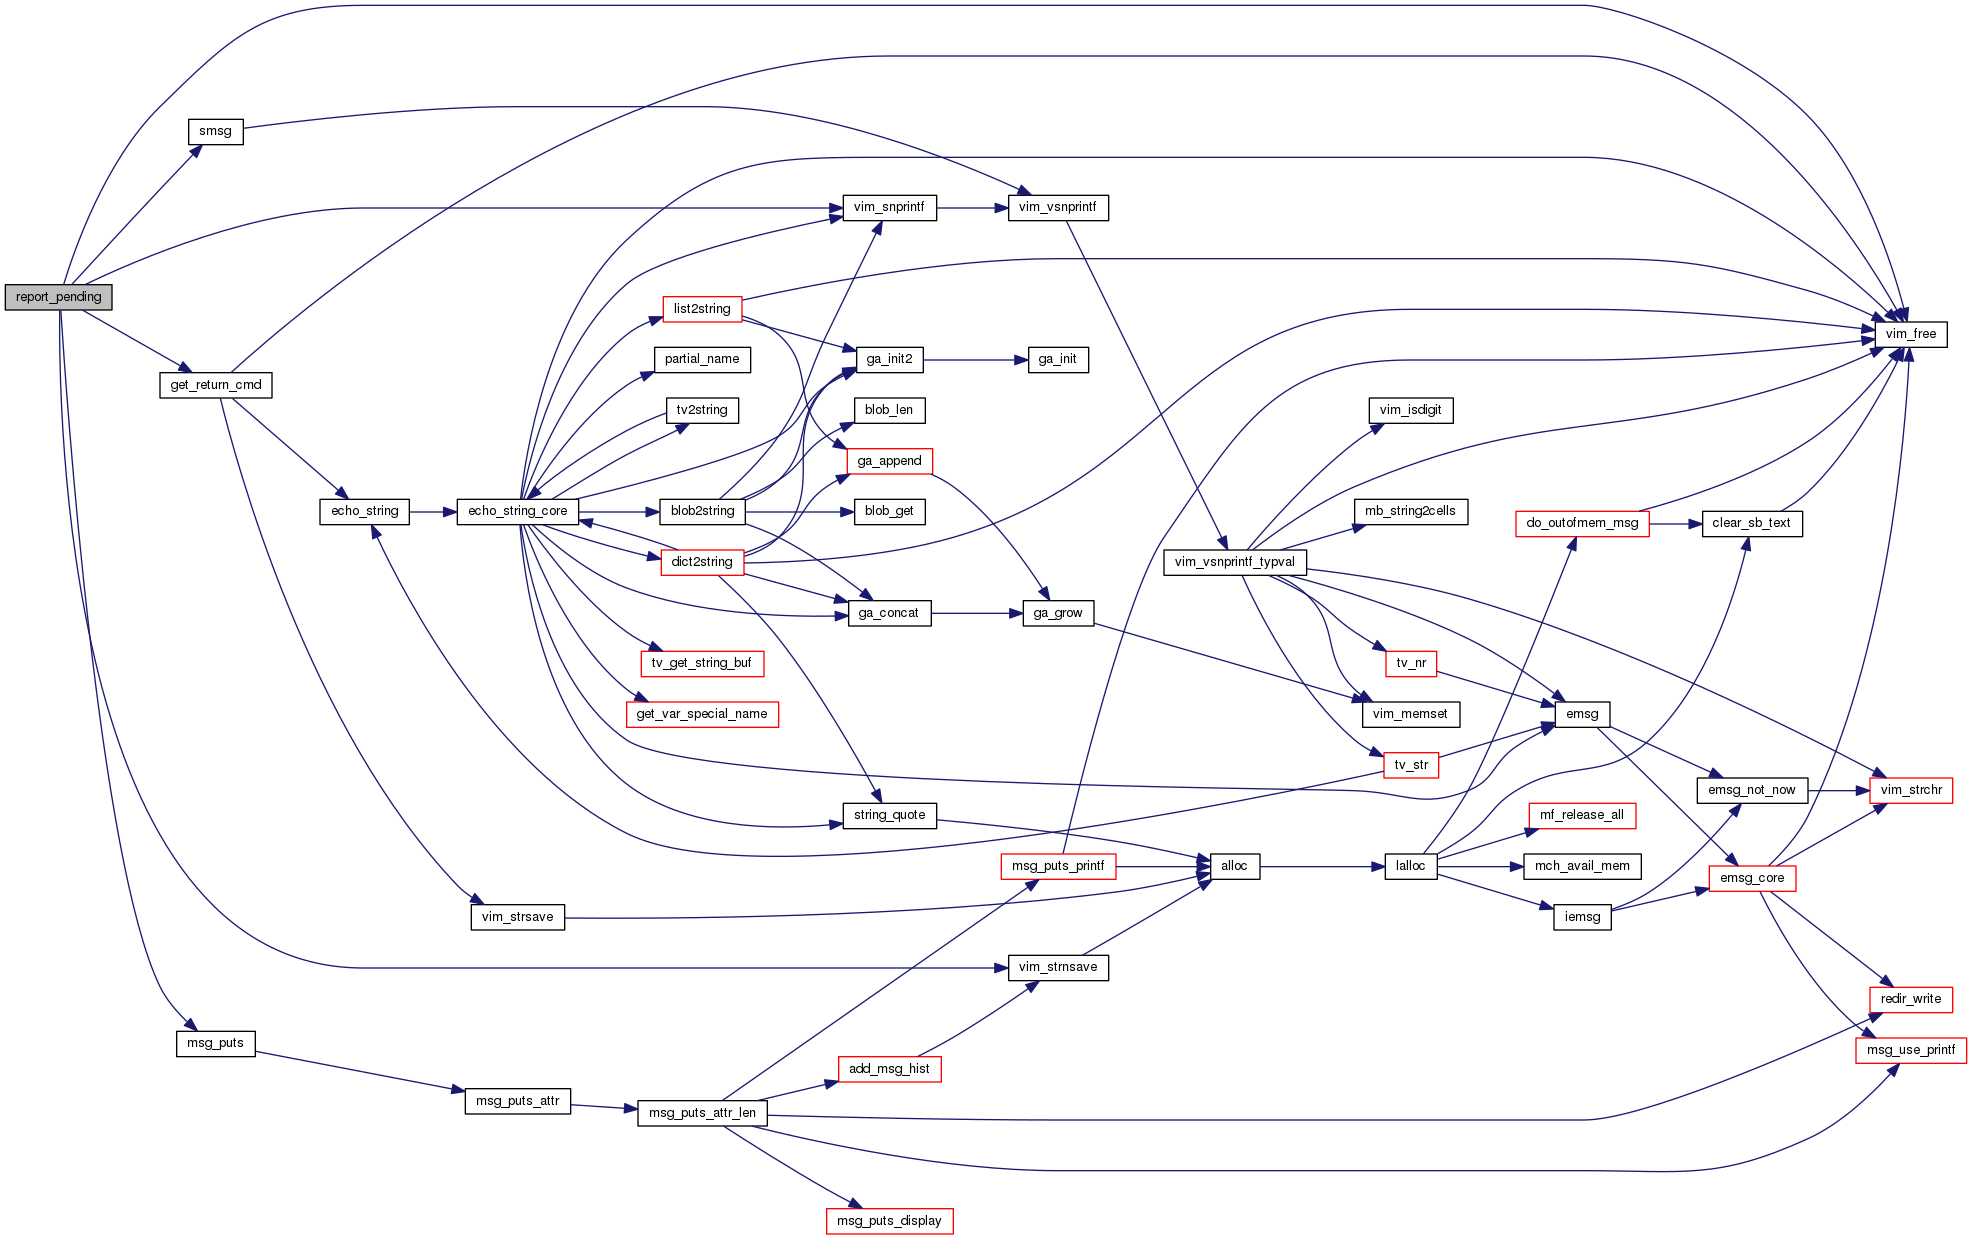 report_pending
smsg
get_return_cmd
echo_string
echo_string_core
vim_snprintf
vim_vsnprintf
list2string
partial_name
tv2string
blob2string
dict2string
tv_get_string_buf
get_var_special_name
string_quote
ga_init2
ga_init
blob_len
ga_append
blob_get
ga_concat
ga_grow
vim_vsnprintf_typval
vim_isdigit
mb_string2cells
tv_nr
vim_memset
tv_str
vim_free
do_outofmem_msg
clear_sb_text
emsg
emsg_not_now
vim_strchr
mf_release_all
mch_avail_mem
emsg_core
iemsg
msg_puts_printf
alloc
lalloc
vim_strsave
vim_strnsave
redir_write
msg_use_printf
msg_puts
add_msg_hist
msg_puts_attr
msg_puts_attr_len
msg_puts_display